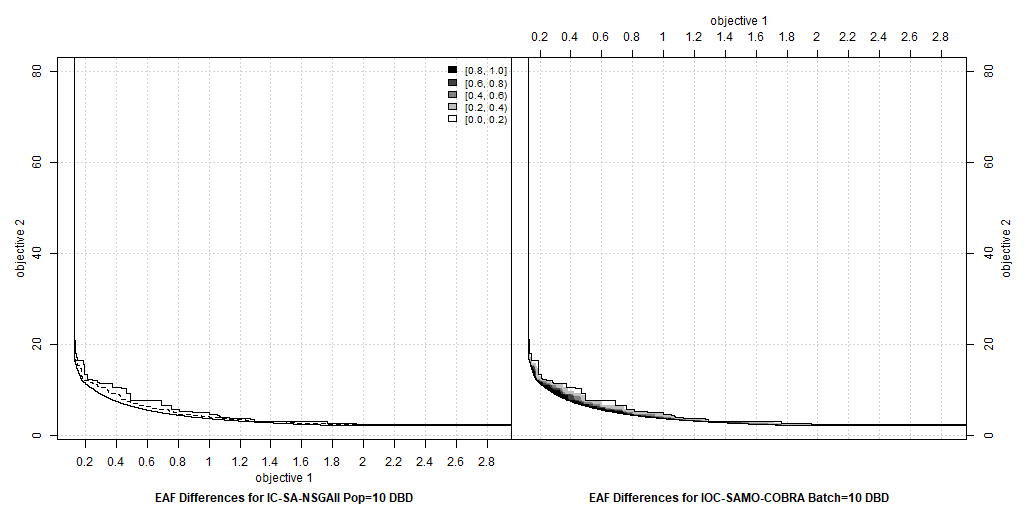 objective 1
0.2 0.4 0.6 0.8 1 1.2 1.4 1.6 1.8 2 2.2 2.4 2.6 2.8
[0.8, 1.0]
[0.6, 0.8)
[0.4, 0.6)
[0.2, 0.4)
[0.0, 0.2)
objective 2
80
60
40
20
0
80
60
40
20
0
objective 2
0.2 0.4 0.6 0.8 1 1.2 1.4 1.6 1.8 2 2.2 2.4 2.6 2.8
objective 1
EAF Differences for IC-SA-NSGAII Pop=10 DBD
EAF Differences for IOC-SAMO-COBRA Batch=10 DBD